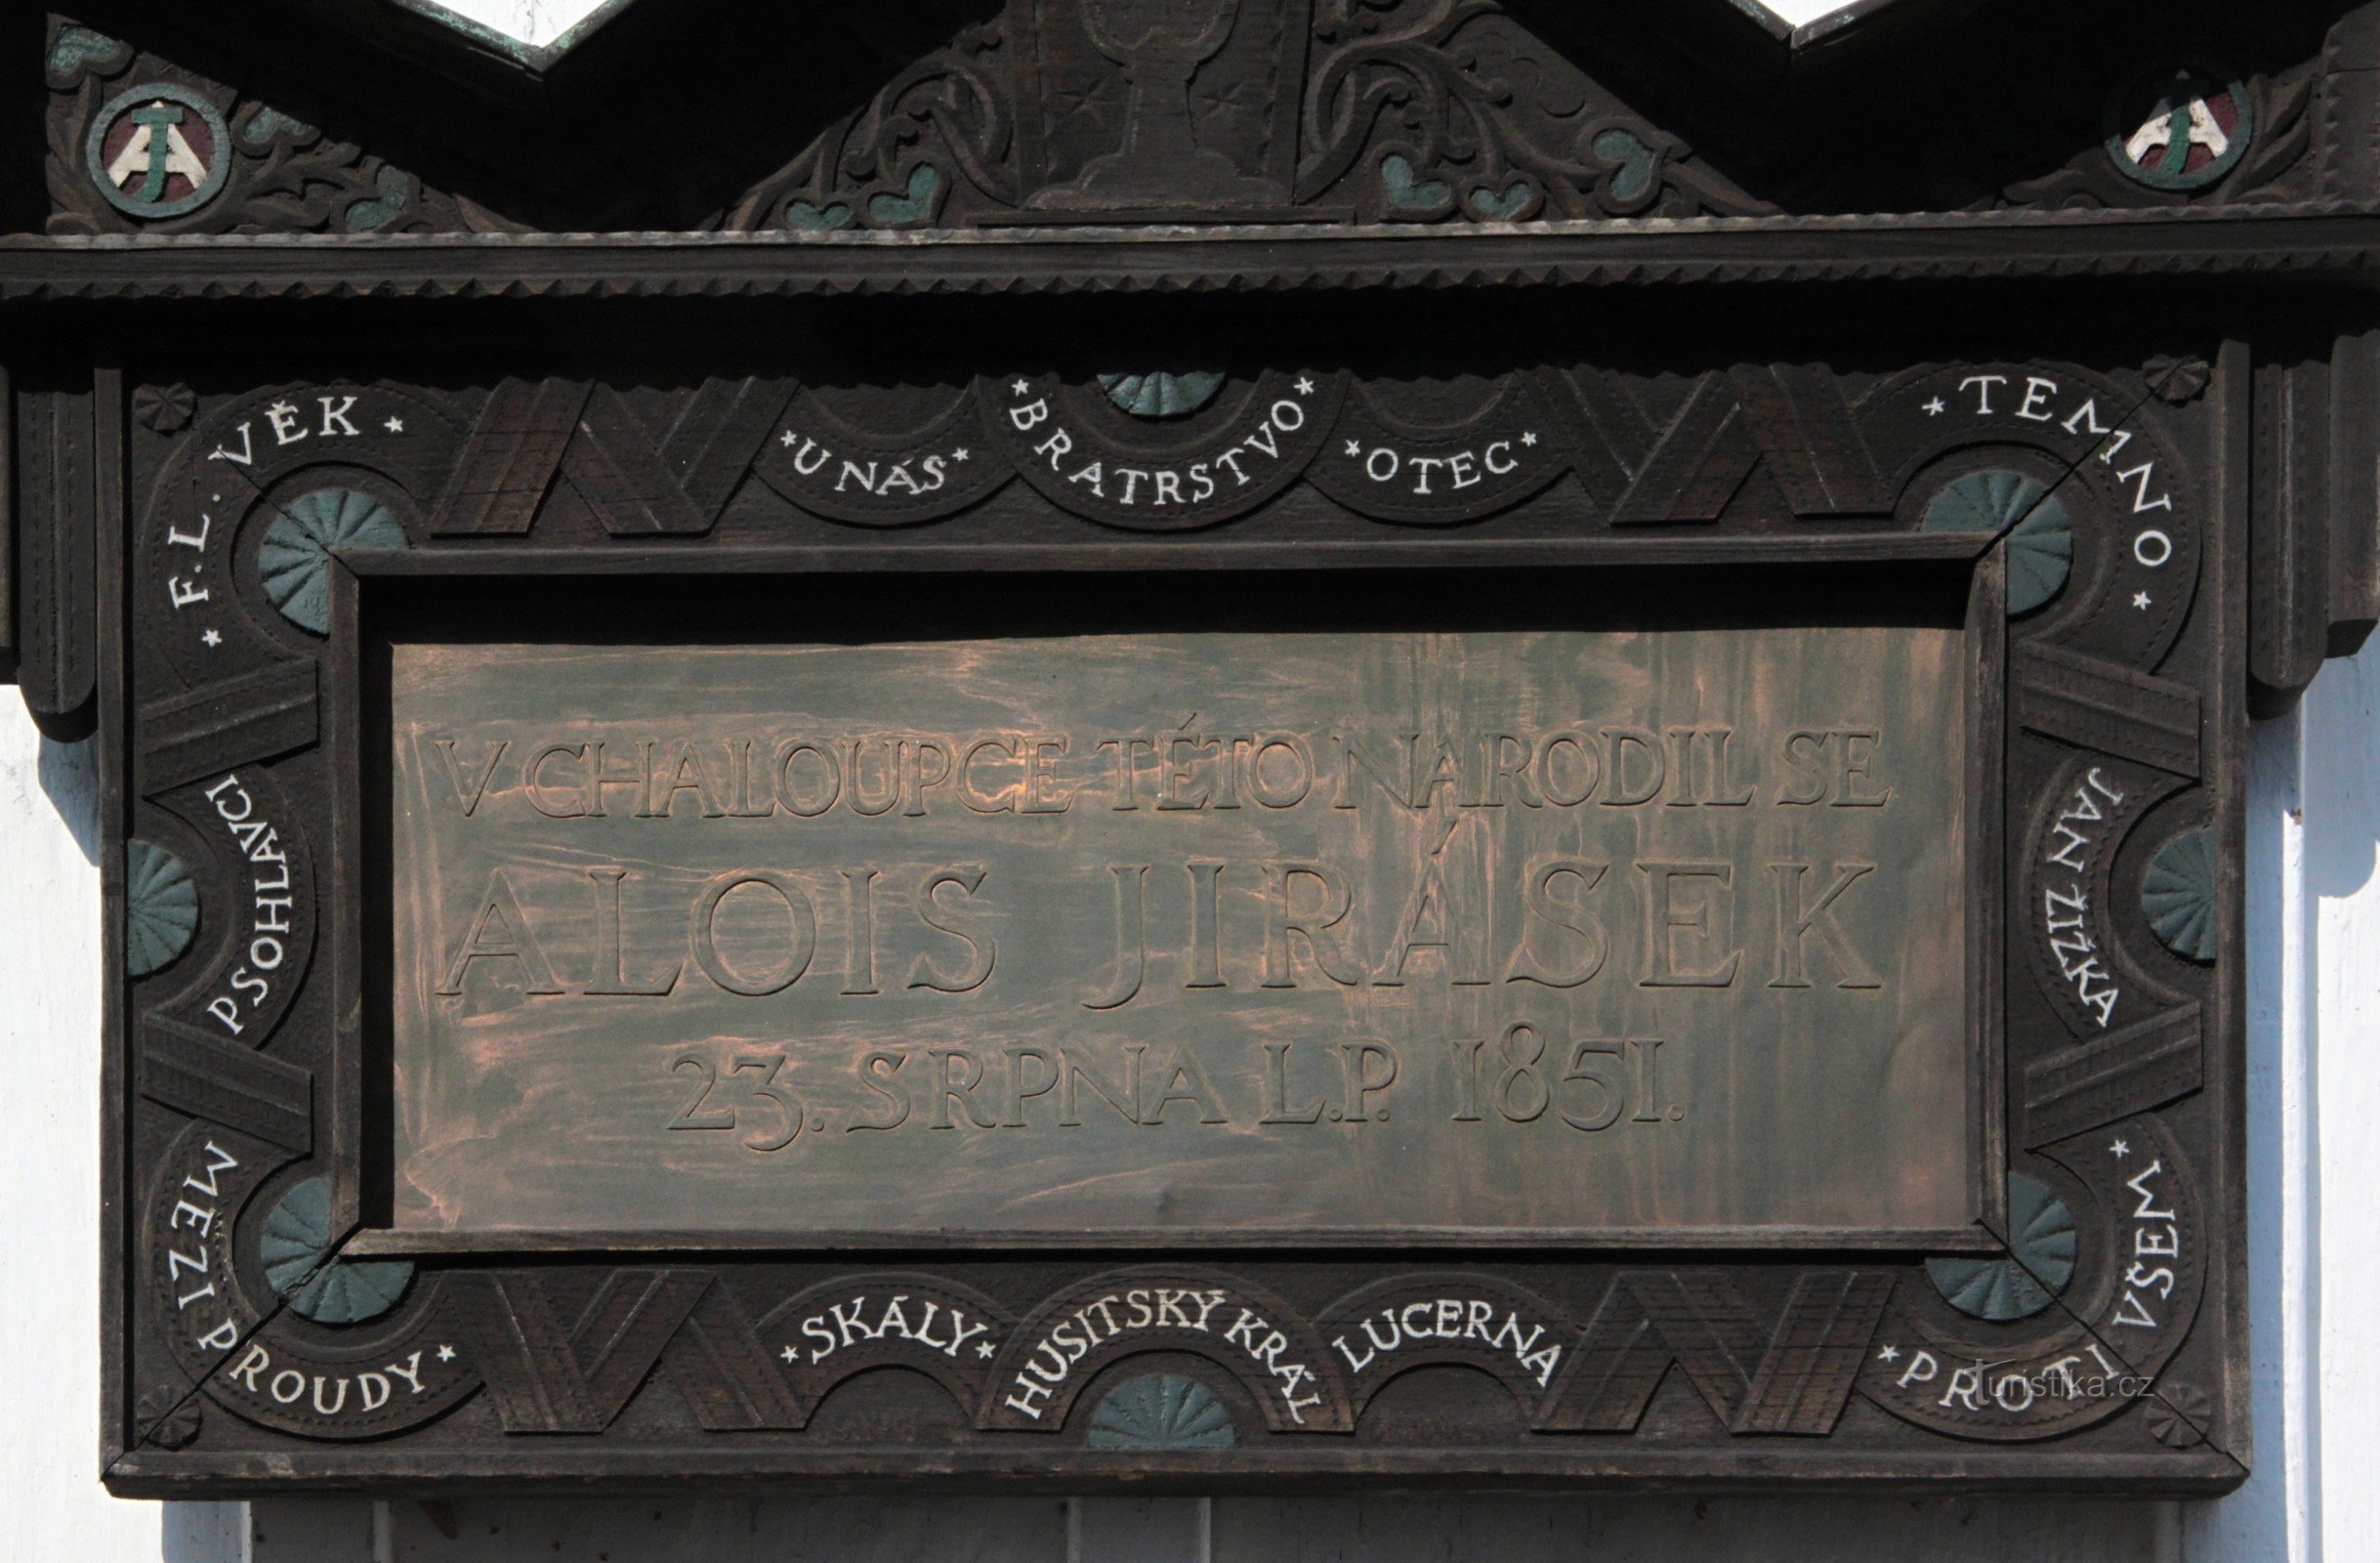 F. L. VĚK
U NÁS
BRATRSTVO
OTEC
TEMNO
PSOHLAVCI
JAN ŽIŽKA
V CHALOUPCE TÉTO NARODIL SE
ALOIS JIRÁSEK
23. SRPNA L.P. 1851.
MEZI PROUDY
SKÁLY
HUSITSKÝ KRÁL
LUCERNA
PROTI VŠEM
Turistika.cz